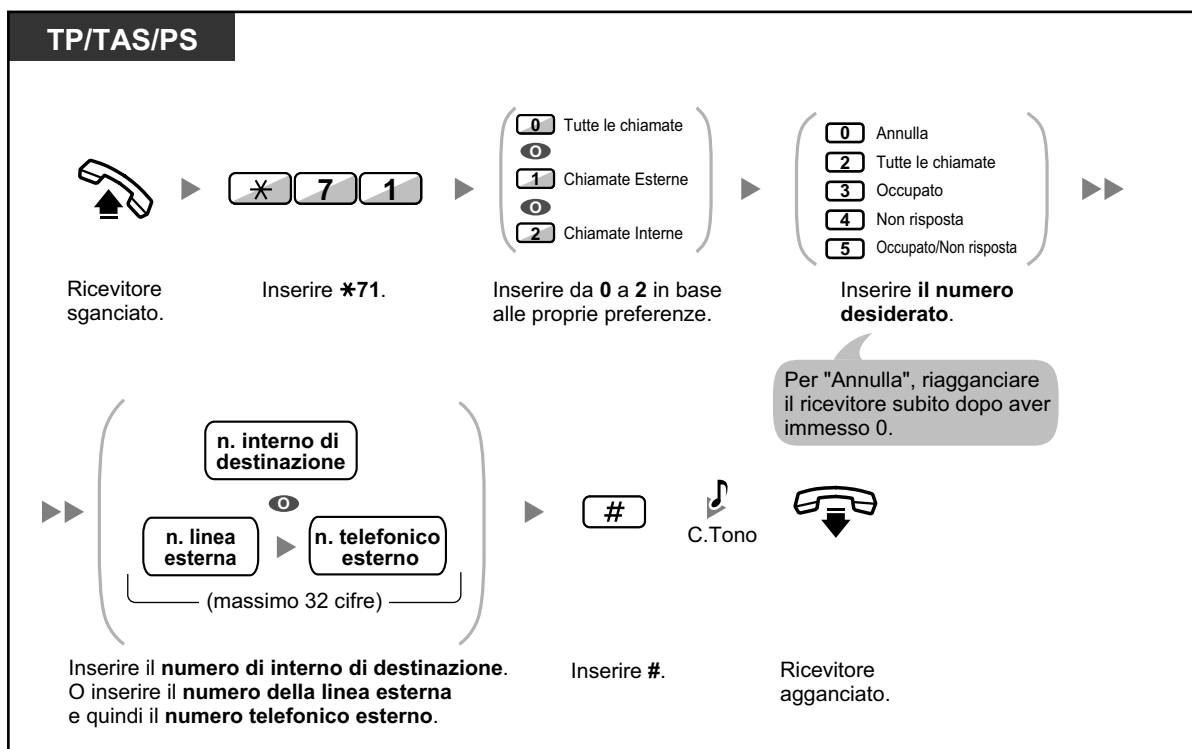 TP/TAS/PS
0 Tutte le chiamate
O
1 Chiamate Esterne
O
2 Chiamate Interne
0 Annulla
2 Tutte le chiamate
3 Occupato
4 Non risposta
5 Occupato/Non risposta
* 7 1
Ricevitore
sganciato.
Inserire *71.
Inserire da 0 a 2 in base
alle proprie preferenze.
Inserire il numero
desiderato.
Per "Annulla", riagganciare
il ricevitore subito dopo aver
immesso 0.
n. interno di
destinazione
O
n. linea
esterna
n. telefonico
esterno
(massimo 32 cifre)
#
C.Tono
Inserire il numero di interno di destinazione.
O inserire il numero della linea esterna
e quindi il numero telefonico esterno.
Inserire #.
Ricevitore
agganciato.